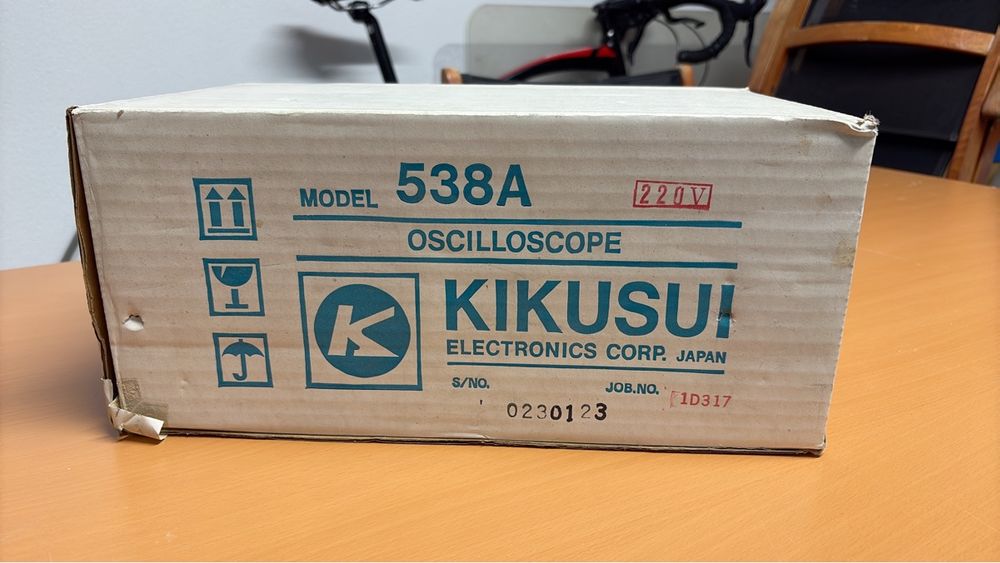 MODEL 538A 220V
OSCILLOSCOPE
K
KIKUSUI
ELECTRONICS CORP. JAPAN
S/NO. JOB.NO. 1D317
0230123